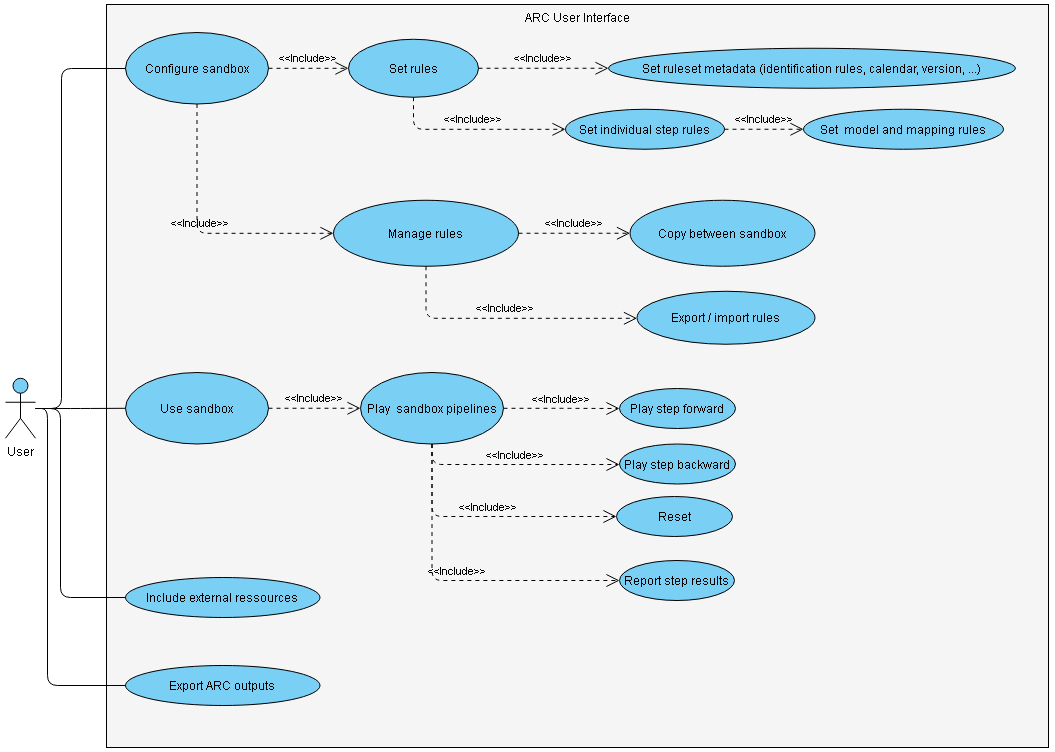 ARC User Interface
Configure sandbox
<<Include>>
Set rules
<<Include>>
Set ruleset metadata (identification rules, calendar, version, ...)
<<Include>>
Set individual step rules
<<Include>>
Set  model and mapping rules
<<Include>>
Manage rules
<<Include>>
Copy between sandbox
<<Include>>
Export / import rules
User
Use sandbox
<<Include>>
Play  sandbox pipelines
<<Include>>
Play step forward
<<Include>>
Play step backward
<<Include>>
Reset
<<Include>>
Report step results
Include external ressources
Export ARC outputs